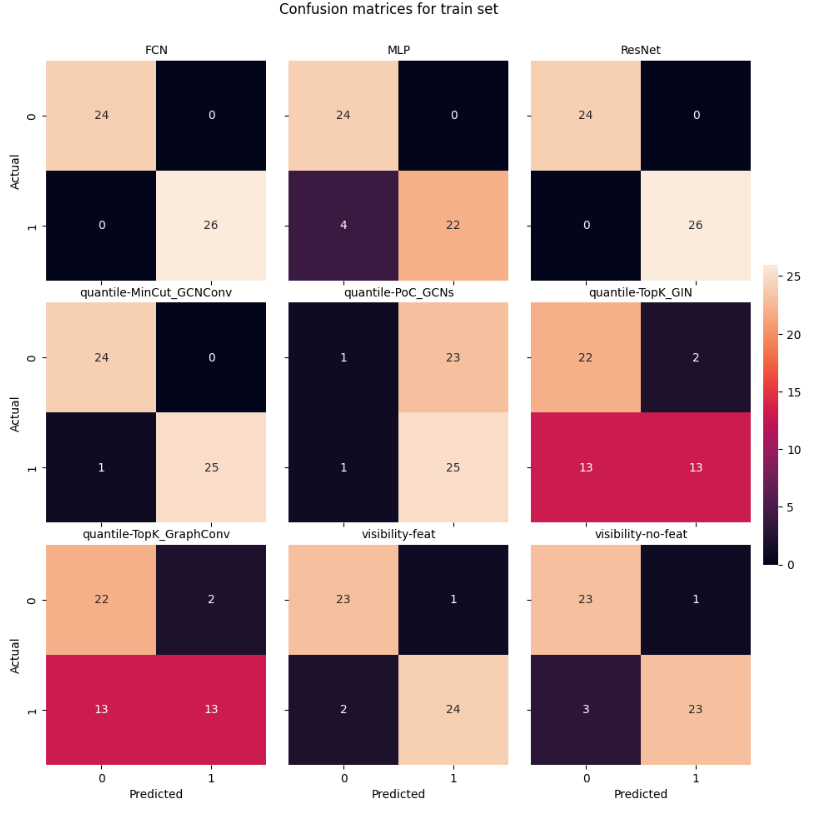 Confusion matrices for train set
FCN MLP ResNet
0 24 0 24 0 24 0
Actual
1 0 26 4 22 0 26
quantile-MinCut_GCNConv quantile-PoC_GCNs quantile-TopK_GIN
0 24 0 1 23 22 2
Actual
1 1 25 1 25 13 13
quantile-TopK_GraphConv visibility-feat visibility-no-feat
0 22 2 23 1 23 1
Actual
1 13 13 2 24 3 23
0 1 0 1 0 1
Predicted Predicted Predicted
25
20
15
10
5
0